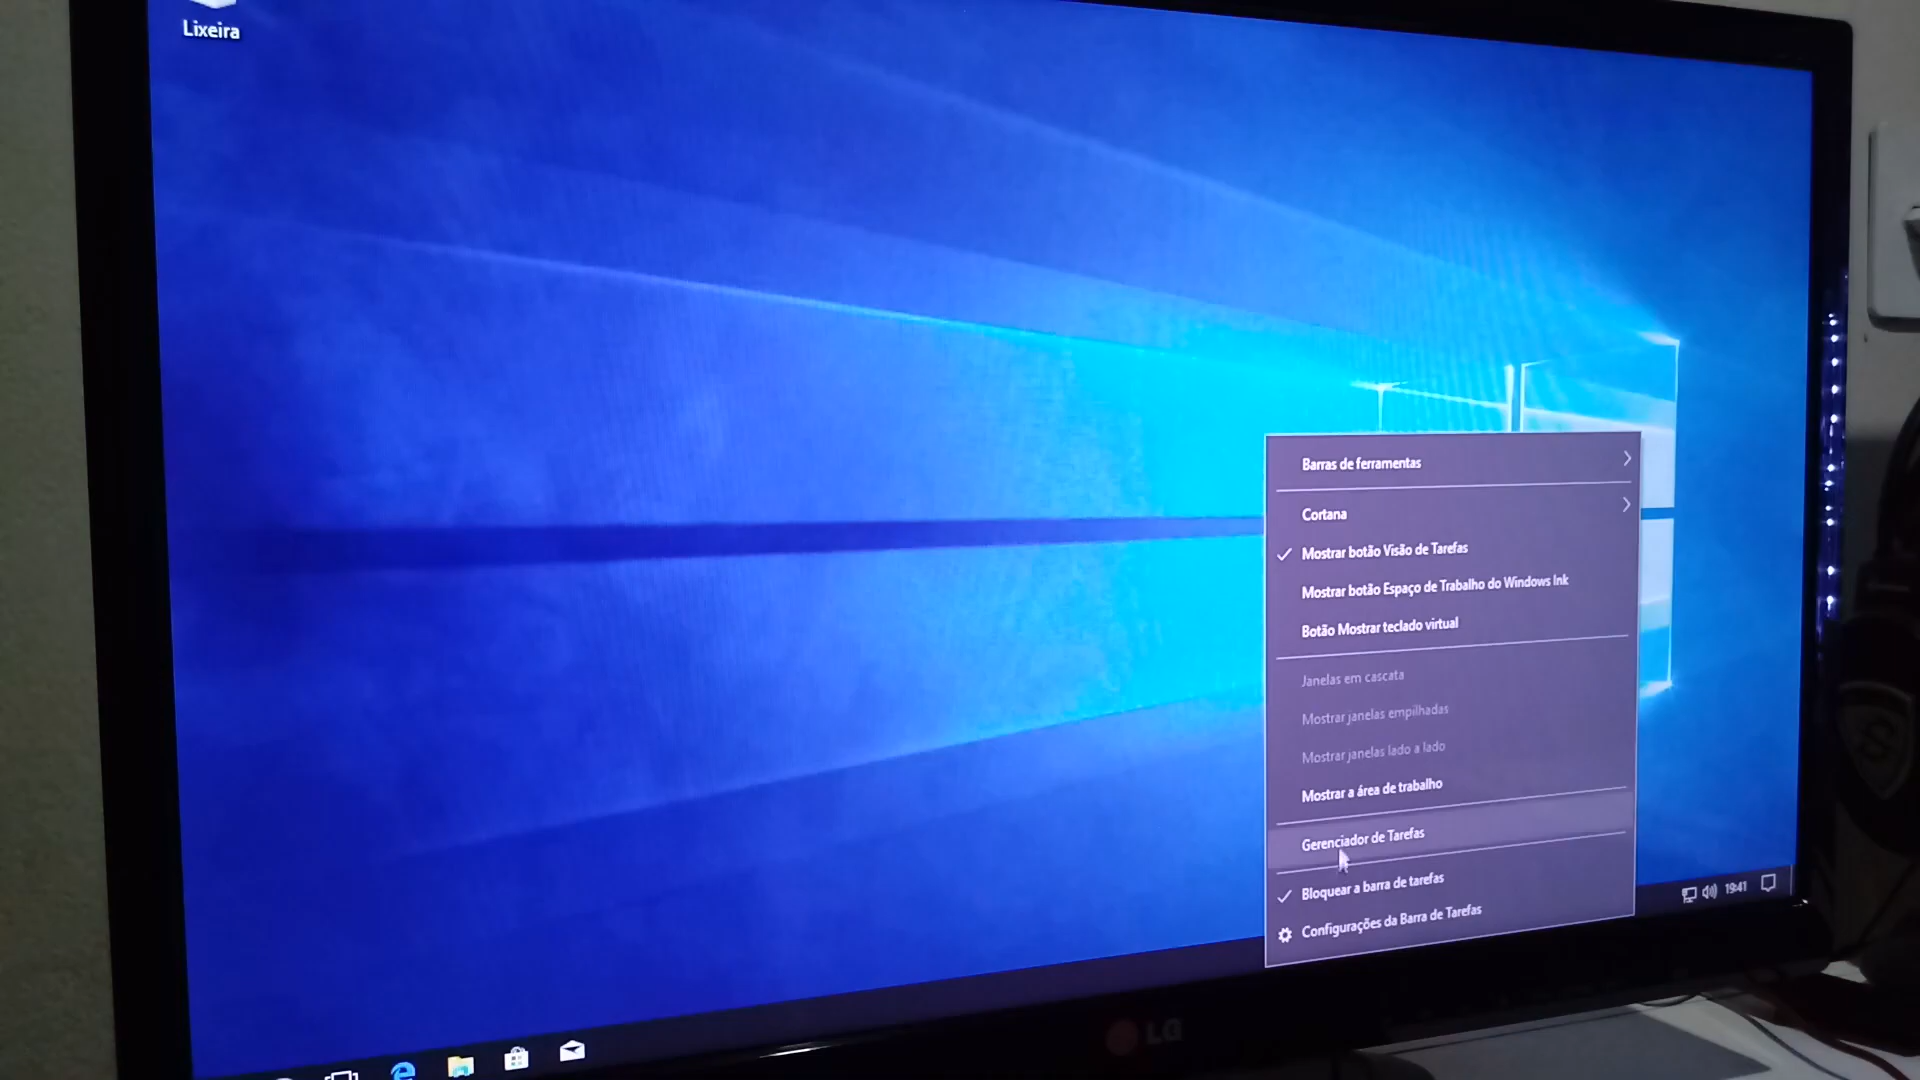 Lixeira
Barras de ferramentas
Cortana
Mostrar botão Visão de Tarefas
Mostrar botão Espaço de Trabalho do Windows Ink
Botão Mostrar teclado virtual
Janelas em cascata
Mostrar janelas empilhadas
Mostrar janelas lado a lado
Mostrar a área de trabalho
Gerenciador de Tarefas
Bloquear a barra de tarefas
Configurações da Barra de Tarefas
19:41
LG